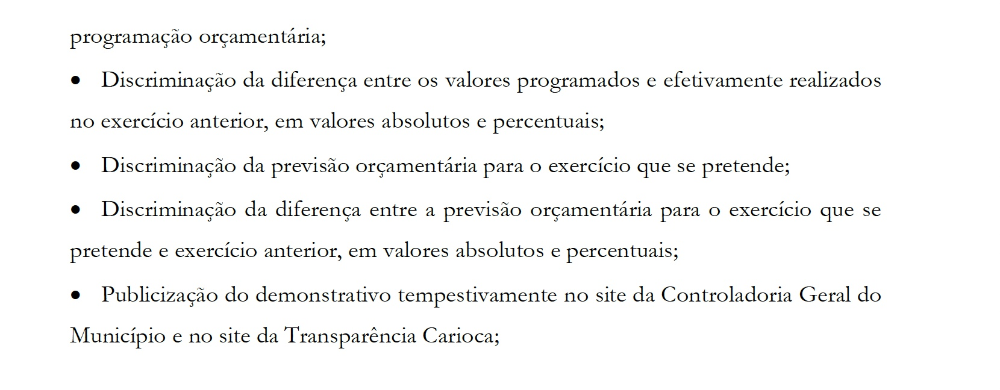 programação orçamentária;
• Discriminação da diferença entre os valores programados e efetivamente realizados
no exercício anterior, em valores absolutos e percentuais;
• Discriminação da previsão orçamentária para o exercício que se pretende;
• Discriminação da diferença entre a previsão orçamentária para o exercício que se
pretende e exercício anterior, em valores absolutos e percentuais;
• Publicização do demonstrativo tempestivamente no site da Controladoria Geral do
Município e no site da Transparência Carioca;